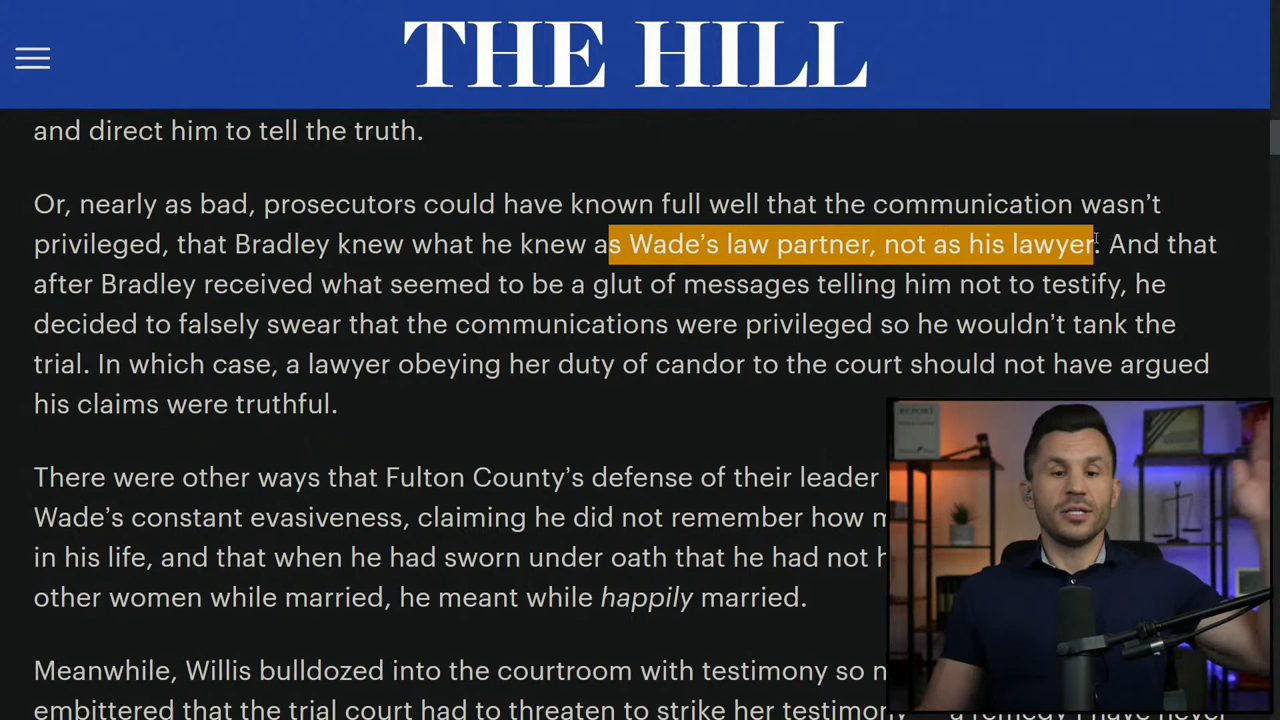 THE HILL
and direct him to tell the truth.
Or, nearly as bad, prosecutors could have known full well that the communication wasn’t
privileged, that Bradley knew what he knew as Wade’s law partner, not as his lawyer. And that
after Bradley received what seemed to be a glut of messages telling him not to testify, he
decided to falsely swear that the communications were privileged so he wouldn’t tank the
trial. In which case, a lawyer obeying her duty of candor to the court should not have argued
his claims were truthful.
There were other ways that Fulton County’s defense of their leader
Wade’s constant evasiveness, claiming he did not remember how
in his life, and that when he had sworn under oath that he had not
other women while married, he meant while happily married.
Meanwhile, Willis bulldozed into the courtroom with testimony so
embittered that the trial court had to threaten to strike her testimony — a remedy I have never